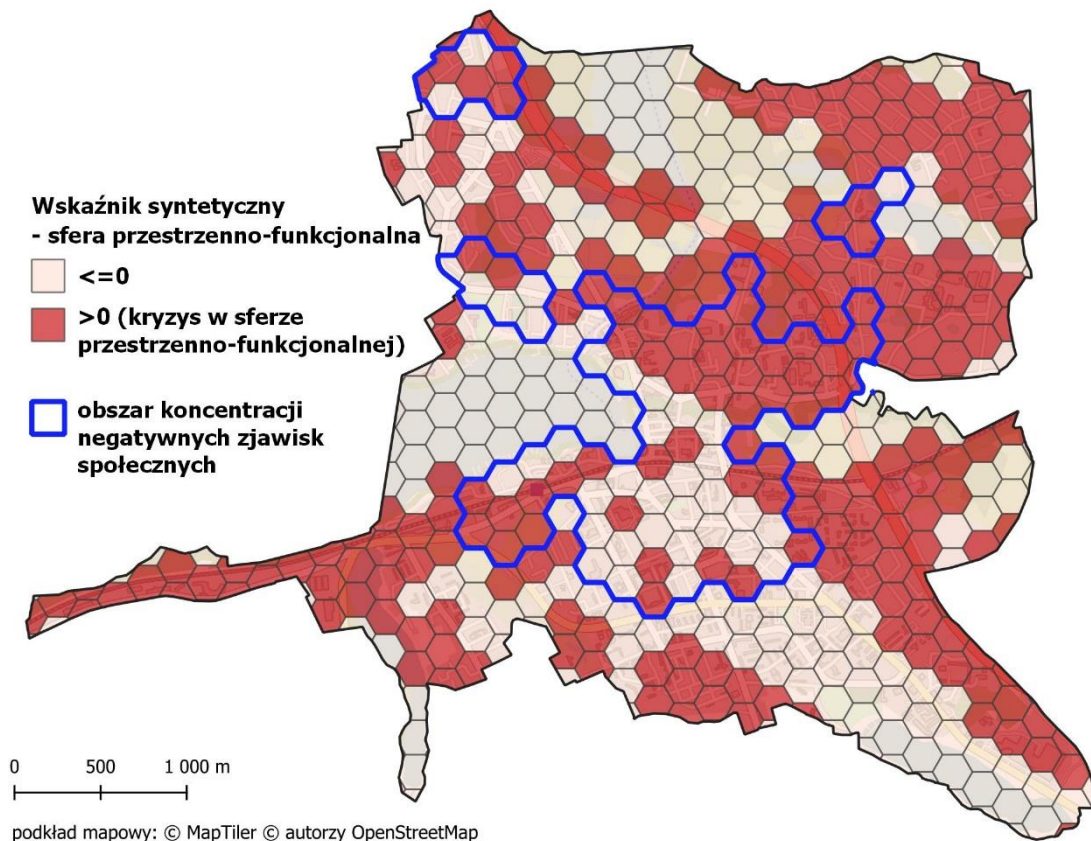 Wskaźnik syntetyczny
- sfera przestrzenno-funkcjonalna
<=0
>0 (kryzys w sferze
przestrzenno-funkcjonalnej)
obszar koncentracji
negatywnych zjawisk
społecznych
0 500 1 000 m
podkład mapowy: © MapTiler © autorzy OpenStreetMap